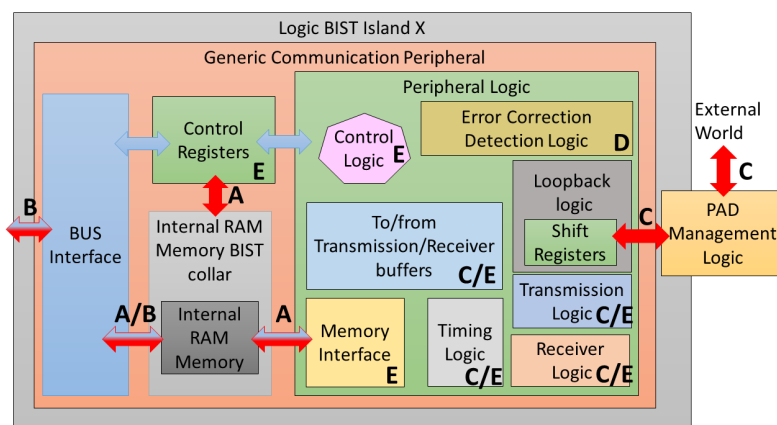 Logic BIST Island X
Generic Communication Peripheral
Peripheral Logic
Control
Registers
E
Control
Logic
E
Error Correction
Detection Logic
D
External
World
C
B
BUS
Interface
A
Internal RAM
Memory BIST
collar
To/from
Transmission/Receiver
buffers
C/E
Loopback
logic
Shift
Registers
C
PAD
Management
Logic
A/B
Internal
RAM
Memory
A
Memory
Interface
E
Timing
Logic
C/E
Transmission
Logic
C/E
Receiver
Logic
C/E